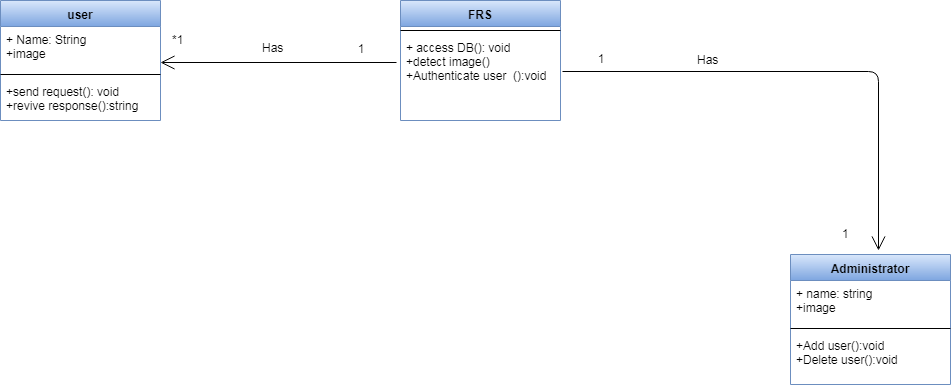 user
+ Name: String
+image
+send request(): void
+revive response():string
*1
Has
1
FRS
+ access DB(): void
+detect image()
+Authenticate user  ():void
1
Has
1
Administrator
+ name: string
+image
+Add user():void
+Delete user():void